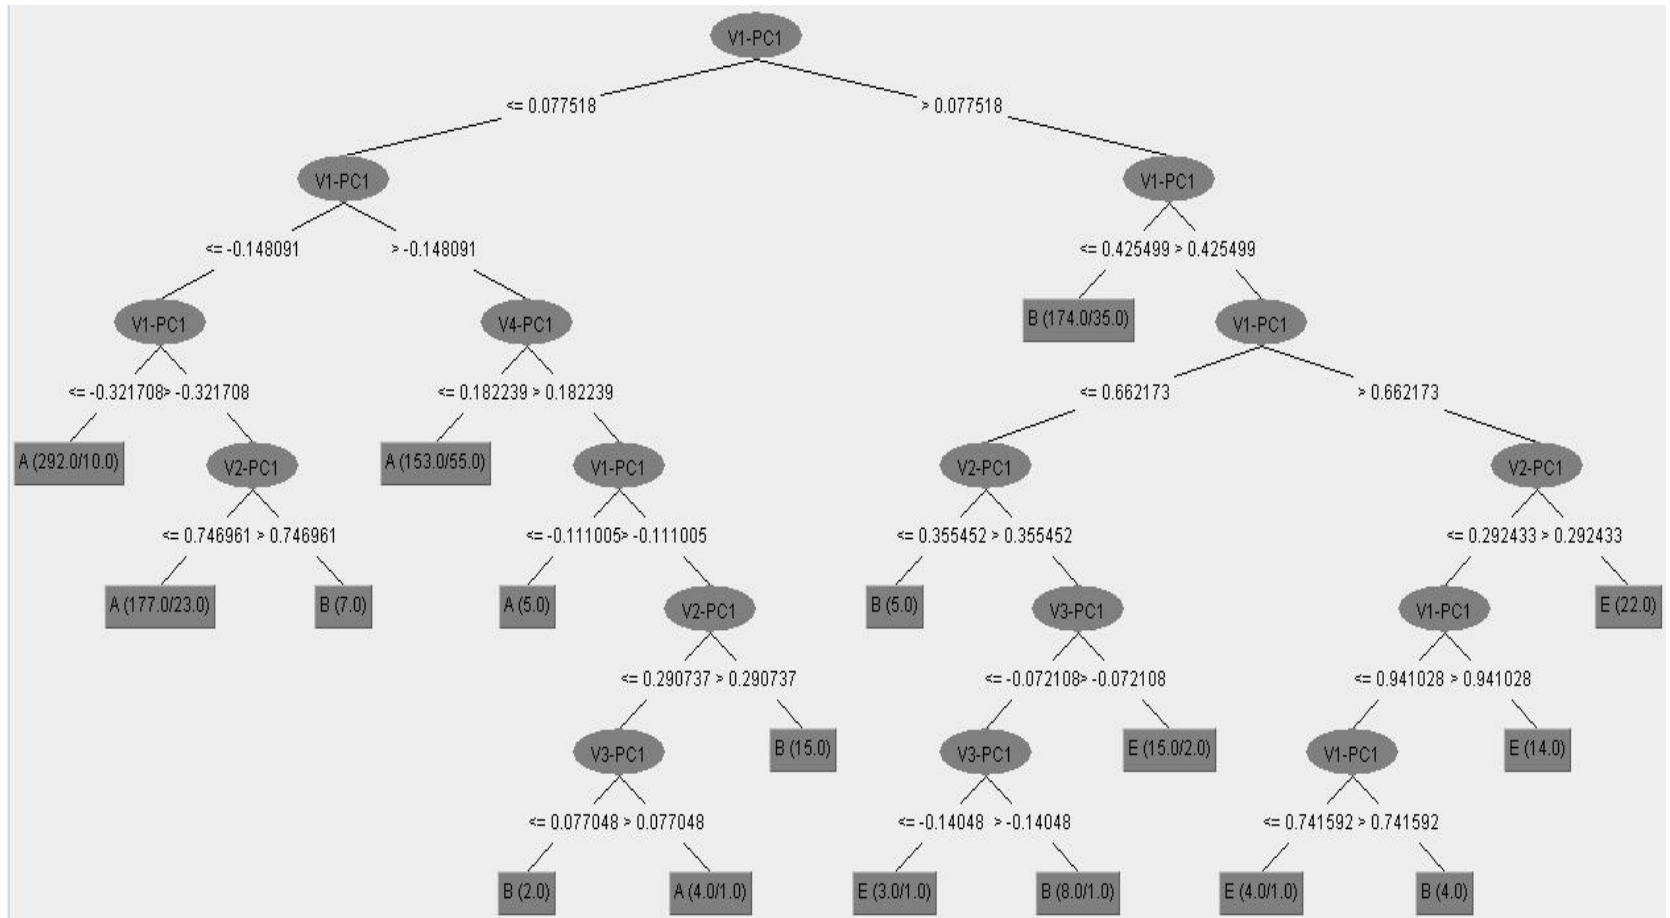 V1-PC1
<= 0.077518 > 0.077518
V1-PC1 V1-PC1
<= -0.148091 > -0.148091 <= 0.425499 > 0.425499
V1-PC1 V4-PC1 B (174.0/35.0) V1-PC1
<= -0.321708 > -0.321708 <= 0.182239 > 0.182239 <= 0.662173 > 0.662173
A (292.0/10.0) V2-PC1 A (153.0/55.0) V1-PC1 V2-PC1 V2-PC1
<= 0.746961 > 0.746961 <= -0.111005 > -0.111005 <= 0.355452 > 0.355452 <= 0.292433 > 0.292433
A (177.0/23.0) B (7.0) A (5.0) V2-PC1 B (5.0) V3-PC1 V1-PC1 E (22.0)
<= 0.290737 > 0.290737 <= -0.072108 > -0.072108 <= 0.941028 > 0.941028
V3-PC1 B (15.0) V3-PC1 E (15.0/2.0) V1-PC1 E (14.0)
<= 0.077048 > 0.077048 <= -0.14048 > -0.14048 <= 0.741592 > 0.741592
B (2.0) A (4.0/1.0) E (3.0/1.0) B (8.0/1.0) E (4.0/1.0) B (4.0)